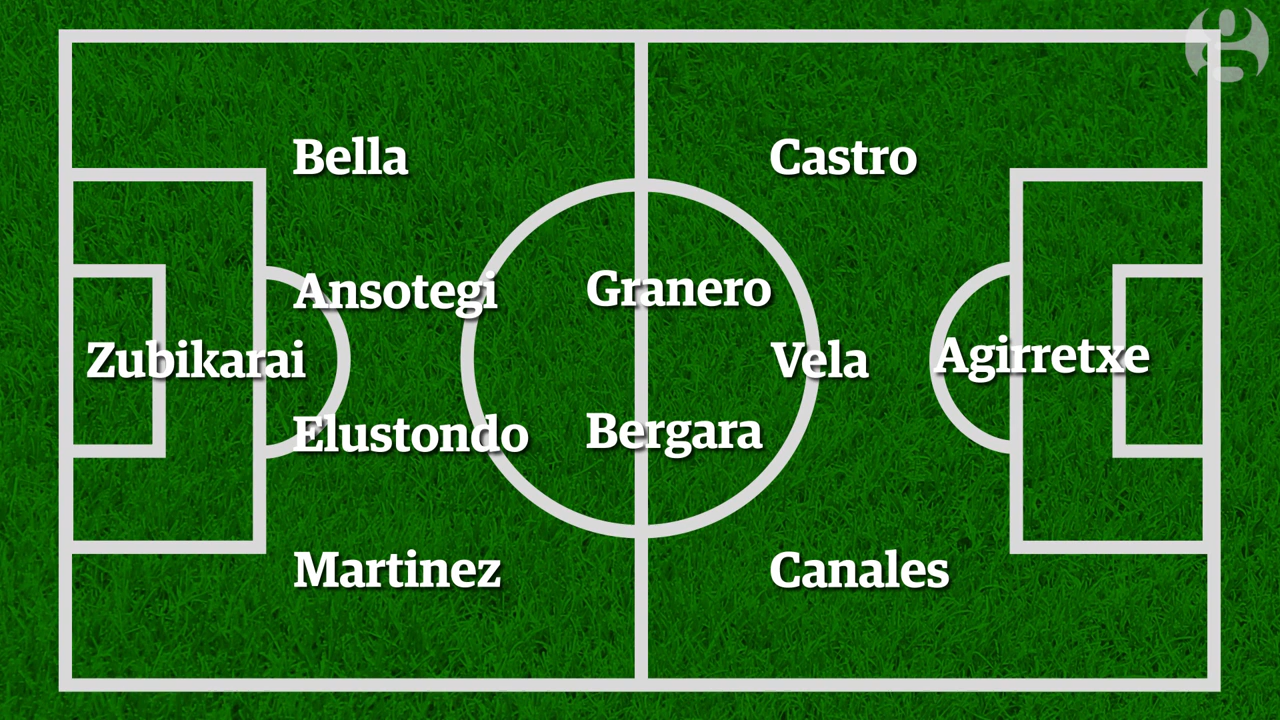 Bella
Castro
Ansotegi
Granero
Zubikarai
Vela
Agirretxe
Elustondo
Bergara
Martinez
Canales